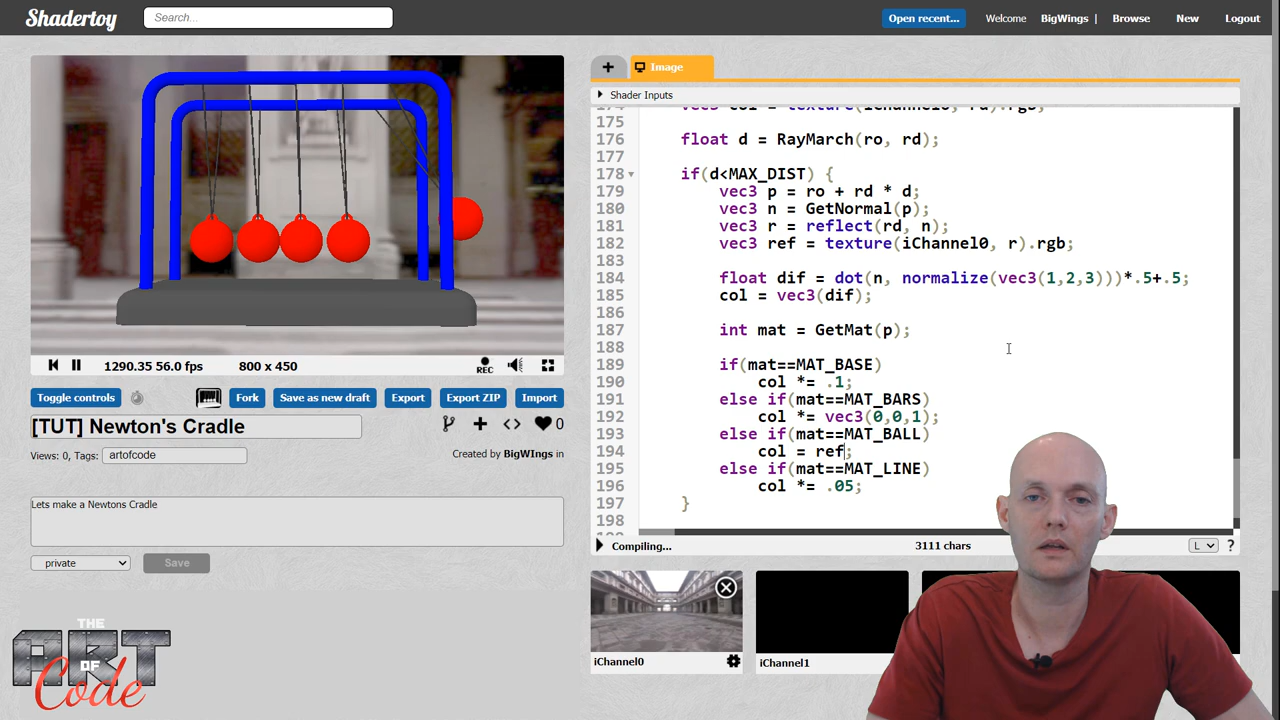 Shadertoy
Search...
Open recent...
Welcome
BigWings |
Browse
New
Logout
+
Image
Shader Inputs
175
176 float d = RayMarch(ro, rd);
177
178 if(d<MAX_DIST) {
179 vec3 p = ro + rd * d;
180 vec3 n = GetNormal(p);
181 vec3 r = reflect(rd, n);
182 vec3 ref = texture(iChannel0, r).rgb;
183
184 float dif = dot(n, normalize(vec3(1,2,3)))*.5+.5;
185 col = vec3(dif);
186
187 int mat = GetMat(p);
188
189 if(mat==MAT_BASE)
190 col *= .1;
191 else if(mat==MAT_BARS)
192 col *= vec3(0,0,1);
193 else if(mat==MAT_BALL)
194 col = ref;
195 else if(mat==MAT_LINE)
196 col *= .05;
197 }
198
Compiling...
3111 chars
L
?
1290.35 56.0 fps
800 x 450
REC
Toggle controls
Fork
Save as new draft
Export
Export ZIP
Import
[TUT] Newton's Cradle
0
Views: 0, Tags:
artofcode
Created by BigWIngs in
Lets make a Newtons Cradle
private
Save
iChannel0
iChannel1
THE
ART
OF
Code